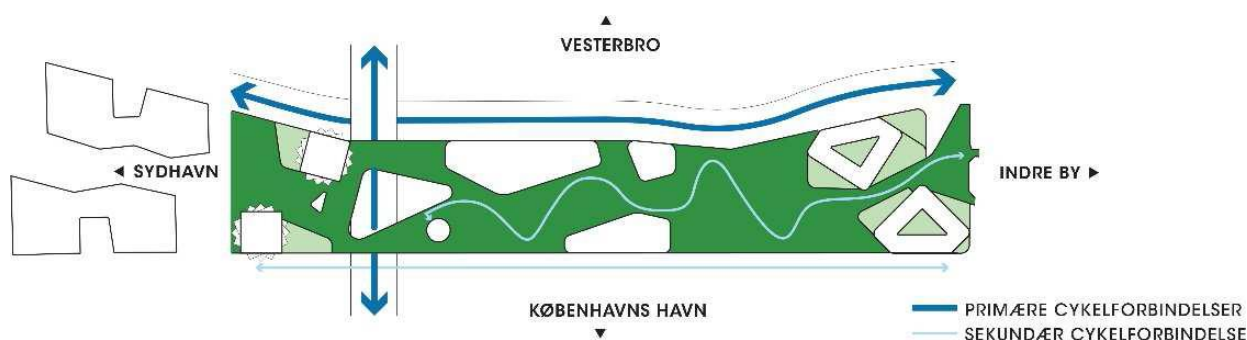 ▲
VESTERBRO
◄ SYDHAVN
INDRE BY ►
KØBENHAVNS HAVN
▼
PRIMÆRE CYKELFORBINDELSER
SEKUNDÆR CYKELFORBINDELSE